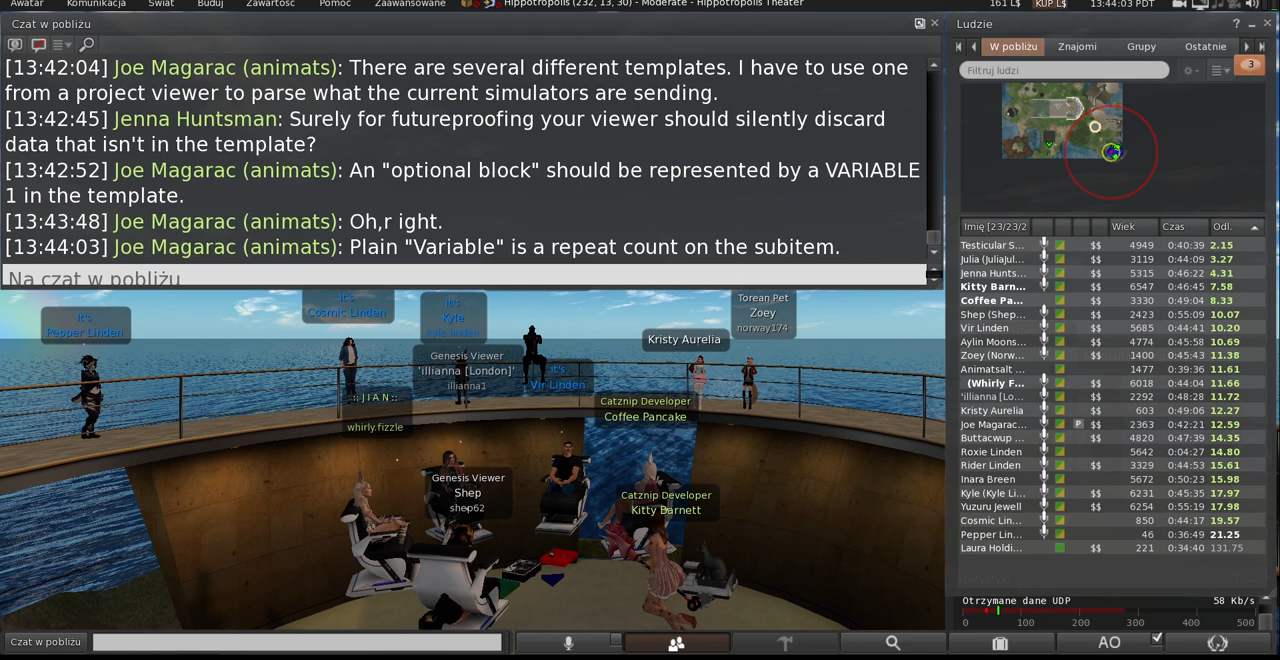 Awatar Komunikacja Świat Buduj Zawartość Pomoc Zaawansowane Hippotropolis (232, 13, 30) - Moderate - Hippotropolis Theater 161 L$ KUP L$ 13:44:03 PDT
Czat w pobliżu
[13:42:04] Joe Magarac (animats): There are several different templates. I have to use one
from a project viewer to parse what the current simulators are sending.
[13:42:45] Jenna Huntsman: Surely for futureproofing your viewer should silently discard
data that isn't in the template?
[13:42:52] Joe Magarac (animats): An "optional block" should be represented by a VARIABLE
1 in the template.
[13:43:48] Joe Magarac (animats): Oh,r ight.
[13:44:03] Joe Magarac (animats): Plain "Variable" is a repeat count on the subitem.
Na czat w pobliżu
It's
Pepper Linden
It's
Cosmic Linden
It's
Kyle
kyle.linden
Torean Pet
Zoey
norway174
Kristy Aurelia
Genesis Viewer
'illianna [London]'
illianna1
It's
Vir Linden
:: J I A N ::
whirly.fizzle
Catznip Developer
Coffee Pancake
Genesis Viewer
Shep
shep62
Catznip Developer
Kitty Barnett
Ludzie
? _ ×
W pobliżu Znajomi Grupy Ostatnie
Filtruj ludzi
3
Imię [23/23/2 Wiek Czas Odl.
Testicular S... $$ 4949 0:40:39 2.15
Julia (JuliaJul... $$ 3119 0:44:09 3.27
Jenna Hunts... $$ 5315 0:46:22 4.31
Kitty Barn... $$ 6547 0:46:45 7.58
Coffee Pa... $$ 3330 0:49:04 8.33
Shep (Shep... $$ 2423 0:55:09 10.07
Vir Linden $$ 5685 0:44:41 10.20
Aylin Moons... $$ 4774 0:45:58 10.69
Zoey (Norw... $$ 1400 0:45:43 11.38
Animatsalt ... 1477 0:39:36 11.61
(Whirly F... $$ 6018 0:44:04 11.66
'illianna [Lo... $$ 2292 0:48:28 11.72
Kristy Aurelia $$ 603 0:49:06 12.27
Joe Magarac... P $$ 2363 0:42:21 12.59
Buttacwup ... $$ 4820 0:47:39 14.35
Roxie Linden 5642 0:04:27 14.80
Rider Linden $$ 3329 0:44:53 15.61
Inara Breen 5672 0:50:23 15.98
Kyle (Kyle Li... $$ 6231 0:45:35 17.97
Yuzuru Jewell $$ 6254 0:55:19 17.98
Cosmic Lin... 850 0:44:17 19.57
Pepper Lin... 46 0:36:49 21.25
Laura Holdi... $$ 221 0:34:40 131.75
Otrzymane dane UDP 58 Kb/s
0 100 200 300 400 500
Czat w pobliżu
AO